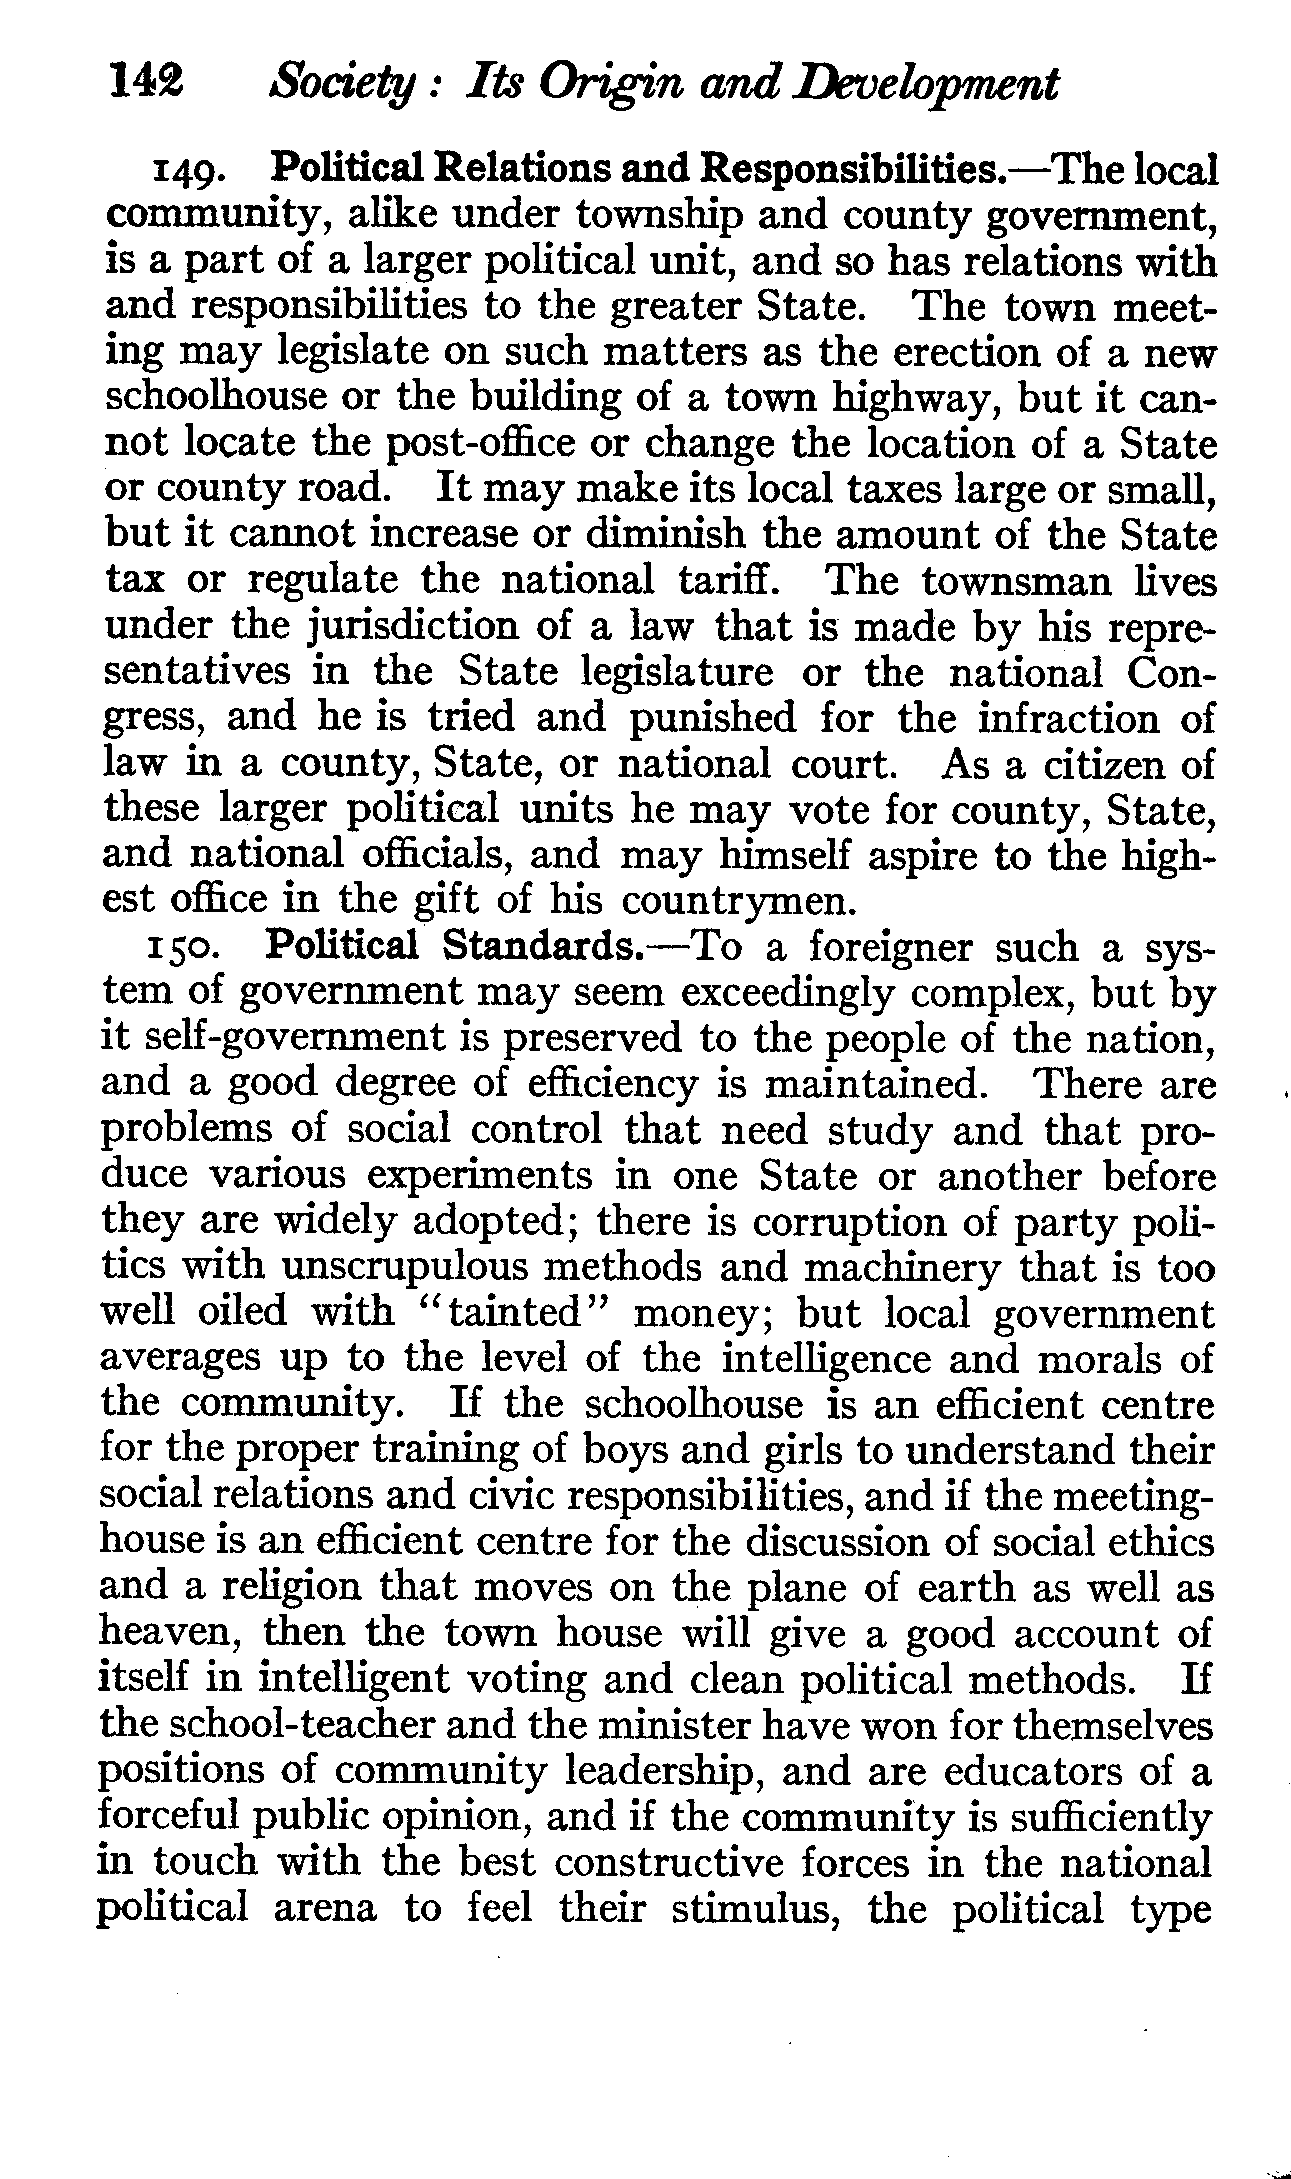 142 Society : Its Origin and Development
149. Political Relations and Responsibilities.—The local
community, alike under township and county government,
is a part of a larger political unit, and so has relations with
and responsibilities to the greater State. The town meet-
ing may legislate on such matters as the erection of a new
schoolhouse or the building of a town highway, but it can-
not locate the post-office or change the location of a State
or county road. It may make its local taxes large or small,
but it cannot increase or diminish the amount of the State
tax or regulate the national tariff. The townsman lives
under the jurisdiction of a law that is made by his repre-
sentatives in the State legislature or the national Con-
gress, and he is tried and punished for the infraction of
law in a county, State, or national court. As a citizen of
these larger political units he may vote for county, State,
and national officials, and may himself aspire to the high-
est office in the gift of his countrymen.
150. Political Standards.—To a foreigner such a sys-
tem of government may seem exceedingly complex, but by
it self-government is preserved to the people of the nation,
and a good degree of efficiency is maintained. There are
problems of social control that need study and that pro-
duce various experiments in one State or another before
they are widely adopted; there is corruption of party poli-
tics with unscrupulous methods and machinery that is too
well oiled with "tainted" money; but local government
averages up to the level of the intelligence and morals of
the community. If the schoolhouse is an efficient centre
for the proper training of boys and girls to understand their
social relations and civic responsibilities, and if the meeting-
house is an efficient centre for the discussion of social ethics
and a religion that moves on the plane of earth as well as
heaven, then the town house will give a good account of
itself in intelligent voting and clean political methods. If
the school-teacher and the minister have won for themselves
positions of community leadership, and are educators of a
forceful public opinion, and if the community is sufficiently
in touch with the best constructive forces in the national
political arena to feel their stimulus, the political type